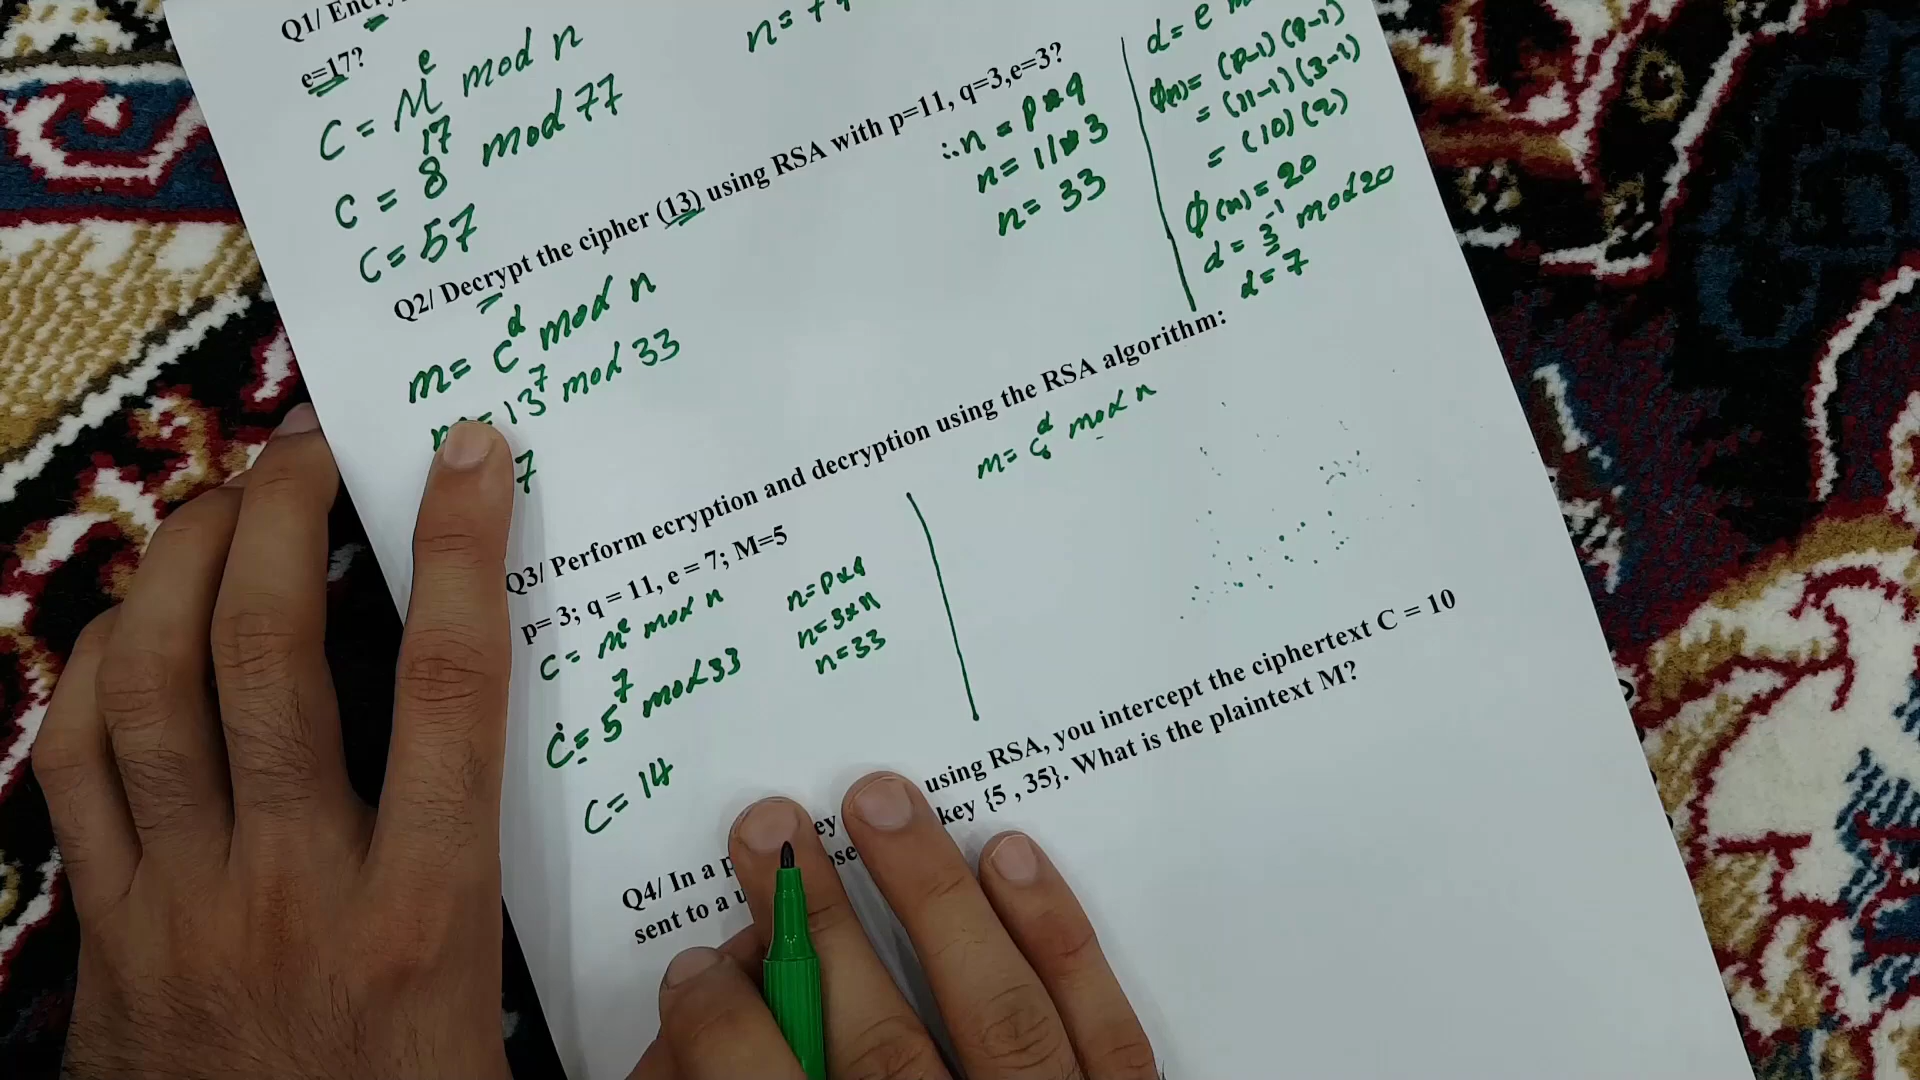 Q1/
e=17?
C = M^e mod n
C = 8^17 mod 77
C = 57
n=
Q2/ Decrypt the cipher (13) using RSA with p=11, q=3,e=3?
m = C^d mod n
= 13^7 mod 33
7
∴n = p*q
n = 11*3
n = 33
d = e
φ(n) = (p-1)(q-1)
= (11-1)(3-1)
= (10)(2)
φ(n) = 20
d = 3^-1 mod 20
d = 7
Q3/ Perform ecryption and decryption using the RSA algorithm:
p= 3; q = 11, e = 7; M=5
C = M^e mod n
C = 5^7 mod 33
C = 14
n = p*q
n = 3*11
n = 33
m = C^d mod n
Q4/ In a using RSA, you intercept the ciphertext C = 10
sent to a key {5 , 35}. What is the plaintext M?